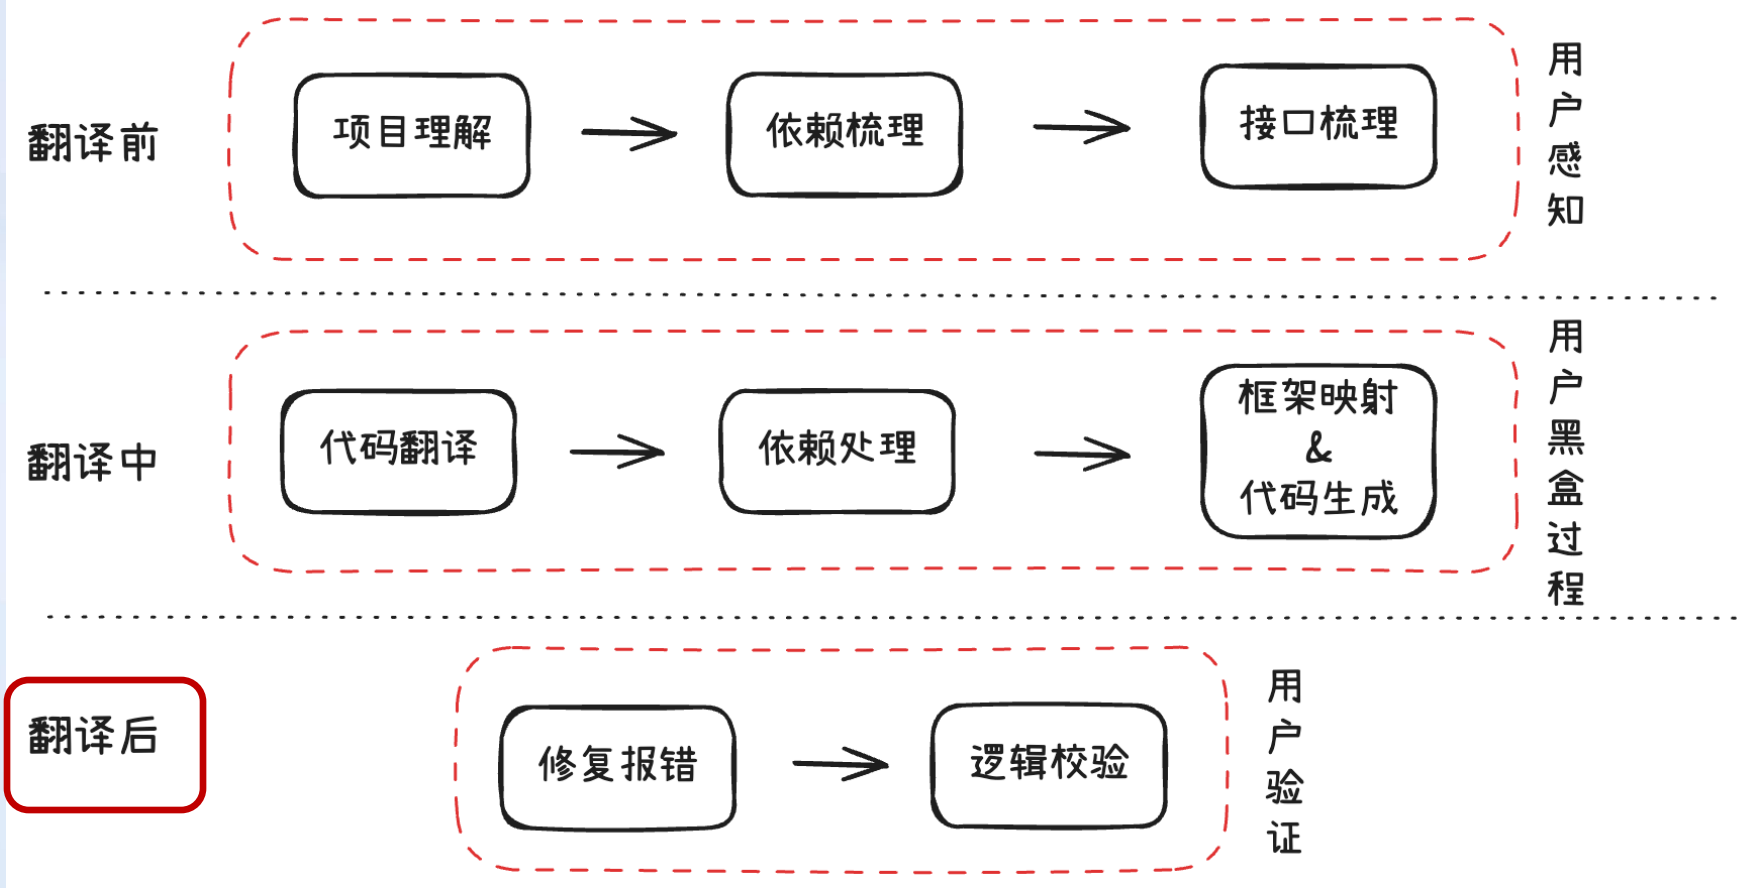 翻译前
项目理解
依赖梳理
接口梳理
用户感知
翻译中
代码翻译
依赖处理
框架映射
&
代码生成
用户黑盒过程
翻译后
修复报错
逻辑校验
用户验证